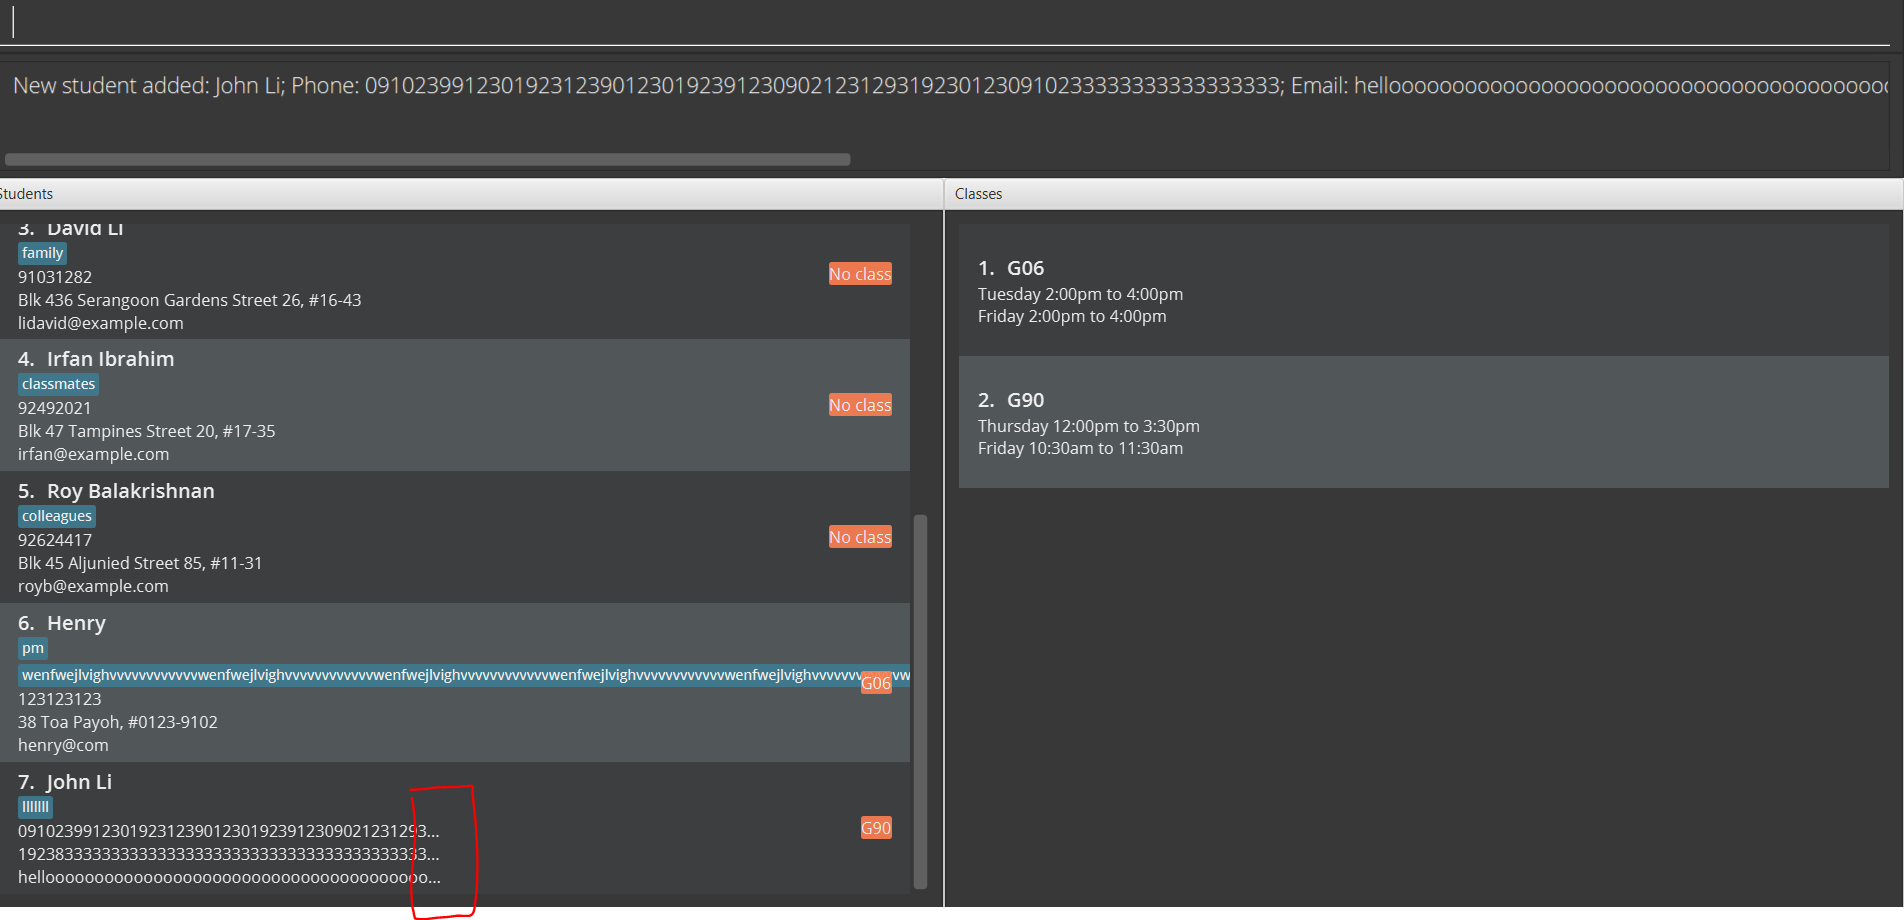 New student added: John Li; Phone: 09102399123019231239012301923912309021231293192301230910233333333333333333; Email: hellooooooooooooooooooooooooooooooooooooooooo
Students
Classes
3. David Li
family
91031282
No class
Blk 436 Serangoon Gardens Street 26, #16-43
lidavid@example.com
4. Irfan Ibrahim
classmates
92492021
No class
Blk 47 Tampines Street 20, #17-35
irfan@example.com
5. Roy Balakrishnan
colleagues
92624417
No class
Blk 45 Aljunied Street 85, #11-31
royb@example.com
6. Henry
pm
wenfwejlvighvvvvvvvvvvvvwenfwejlvighvvvvvvvvvvvvwenfwejlvighvvvvvvvvvvvvwenfwejlvighvvvvvvvvvvvvwenfwejlvighvvvvvvv
G06
123123123
38 Toa Payoh, #0123-9102
henry@com
7. John Li
lllllll
09102399123019231239012301923912309021231293...
G90
19238333333333333333333333333333333333333333...
hellooooooooooooooooooooooooooooooooooooooo...
1. G06
Tuesday 2:00pm to 4:00pm
Friday 2:00pm to 4:00pm
2. G90
Thursday 12:00pm to 3:30pm
Friday 10:30am to 11:30am